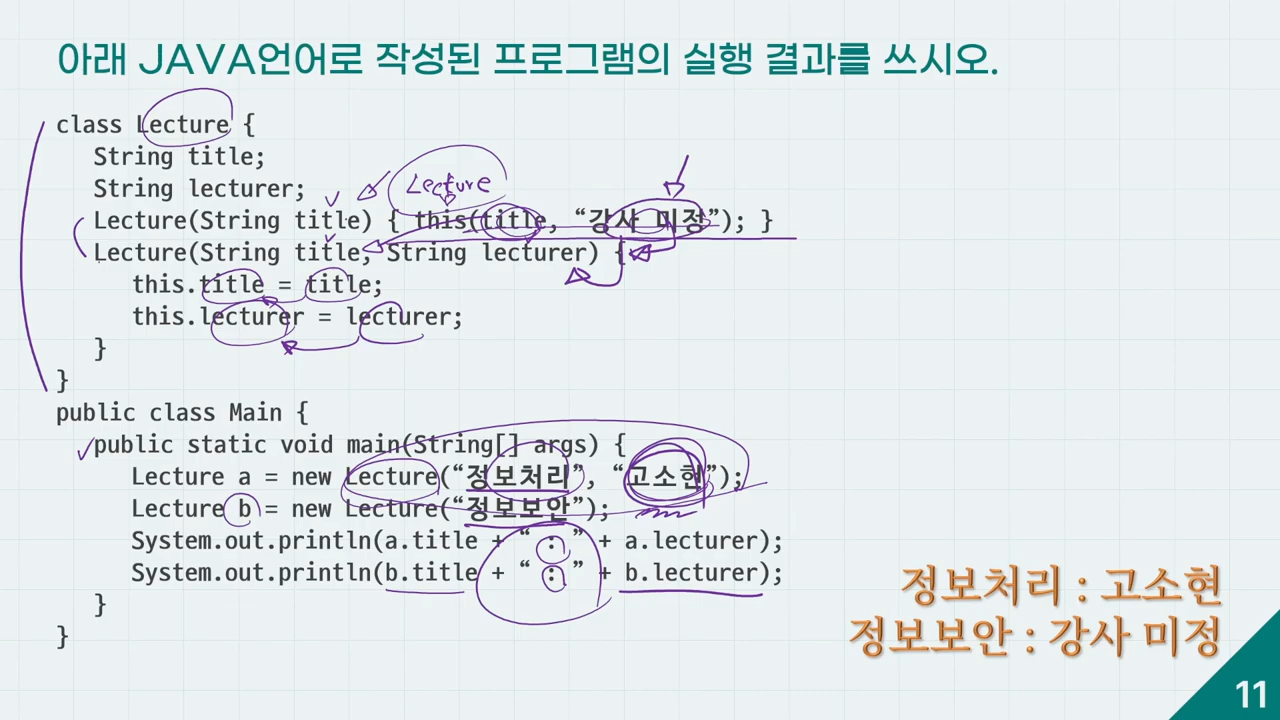 아래 JAVA언어로 작성된 프로그램의 실행 결과를 쓰시오.
class Lecture {
String title;
String lecturer;
Lecture
Lecture(String title) { this(title, “강사 미정”); }
Lecture(String title, String lecturer) {
this.title = title;
this.lecturer = lecturer;
}
}
public class Main {
public static void main(String[] args) {
Lecture a = new Lecture(“정보처리”, “고소현”);
Lecture b = new Lecture(“정보보안”);
System.out.println(a.title + “ : ” + a.lecturer);
System.out.println(b.title + “ : ” + b.lecturer);
}
}
정보처리 : 고소현
정보보안 : 강사 미정
11